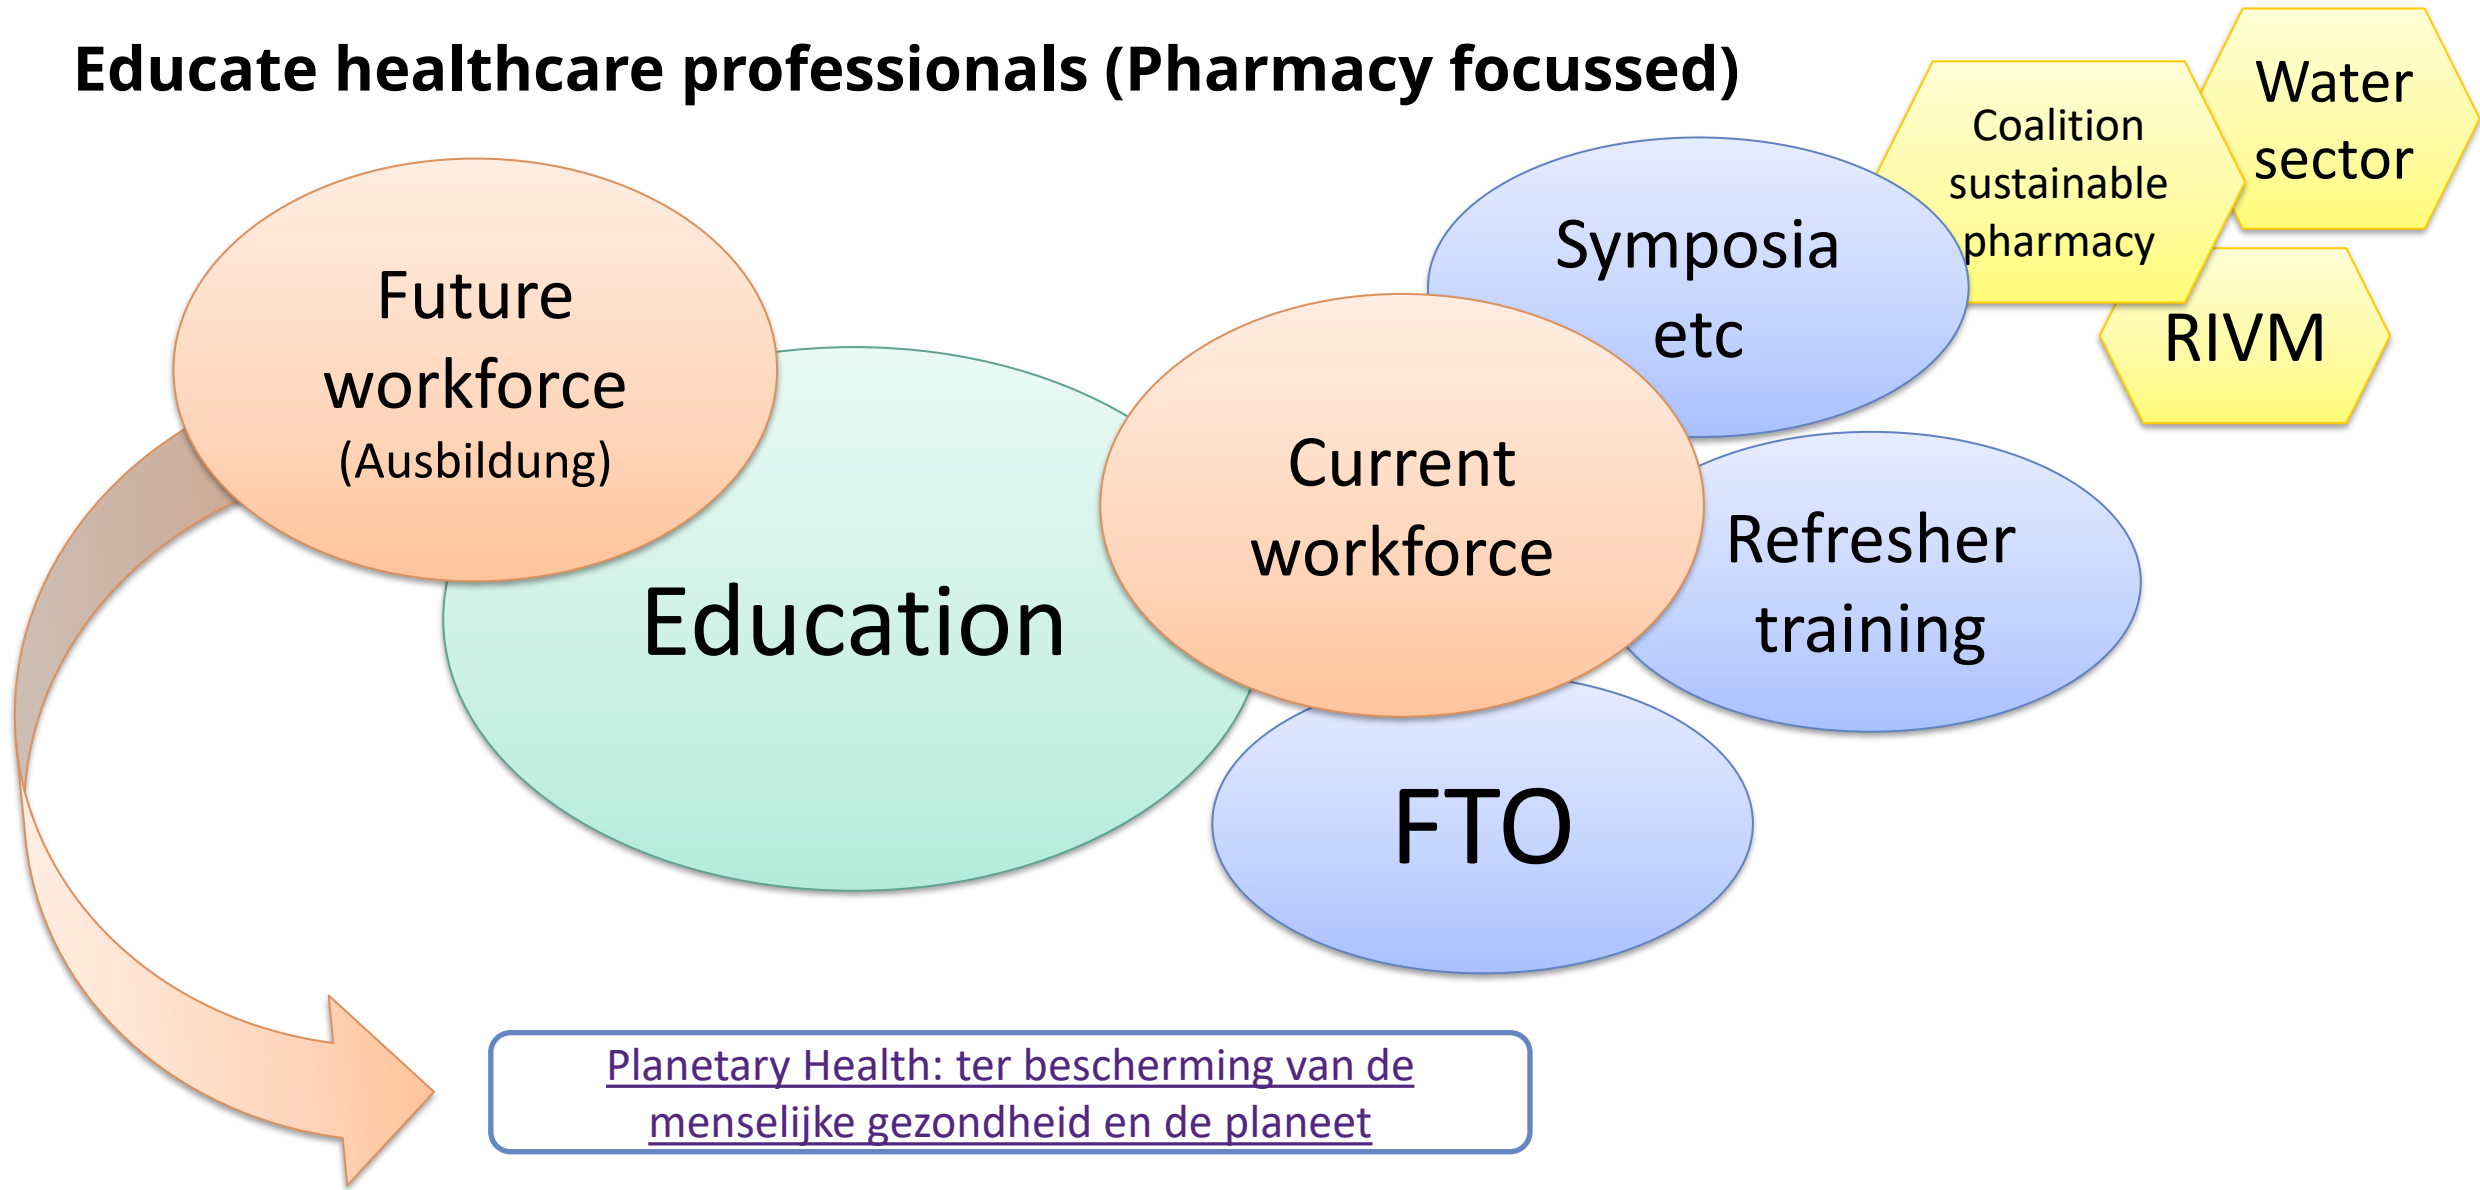 Educate healthcare professionals (Pharmacy focussed)
Water
sector
Coalition
sustainable
pharmacy
RIVM
Symposia
etc
Future
workforce
(Ausbildung)
Current
workforce
Refresher
training
Education
FTO
Planetary Health: ter bescherming van de
menselijke gezondheid en de planeet